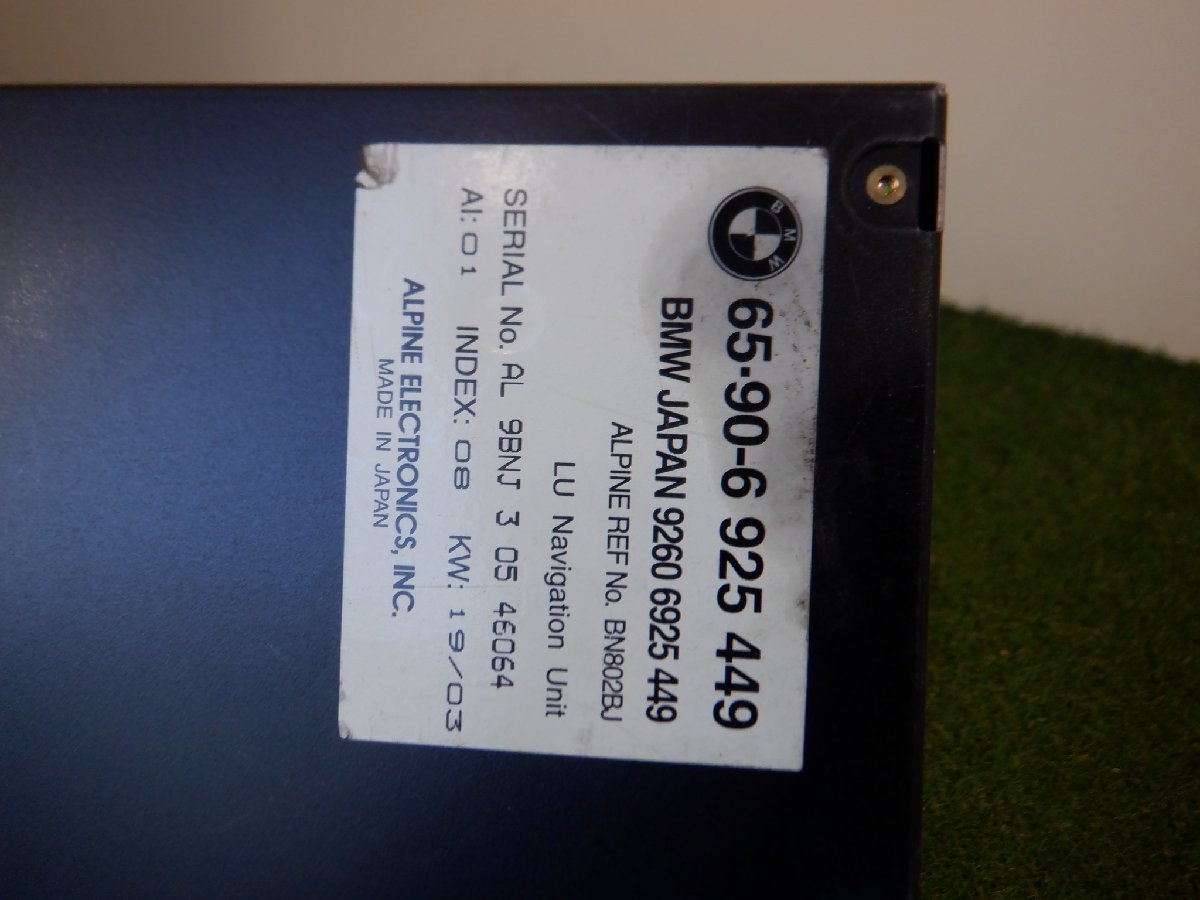 BMW
65·90-6 925 449
BMW JAPAN 9260 6925 449
ALPINE REF No. BN802BJ
LU Navigation Unit
SERIAL No. AL 9BNJ 3 05 46064
AI: 01 INDEX: 08 KW: 19/03
ALPINE ELECTRONICS, INC.
MADE IN JAPAN